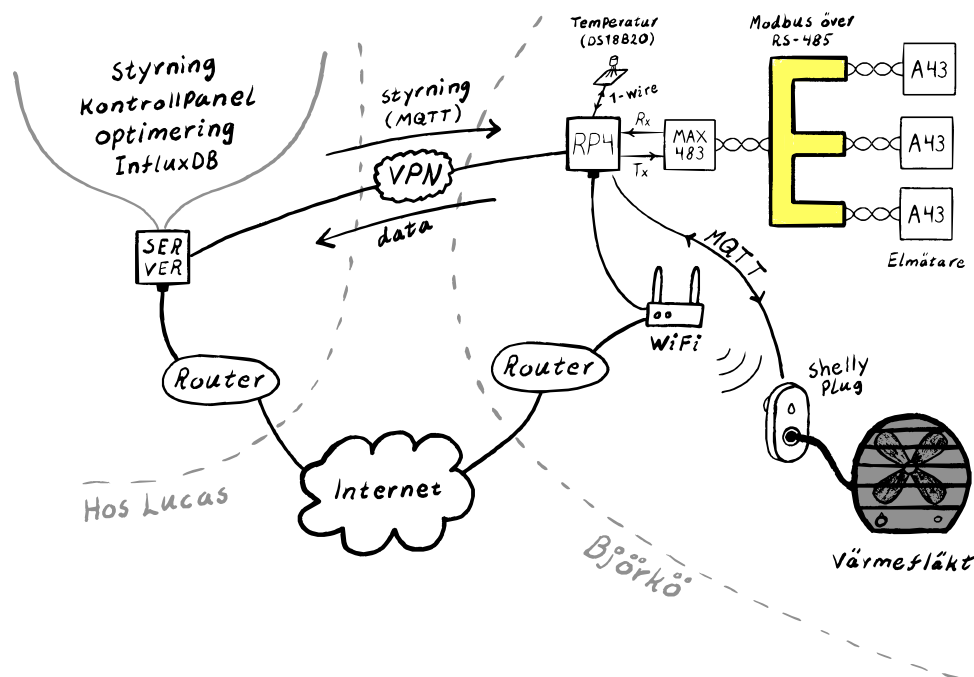 Styrning
Kontrollpanel
optimering
InfluxDB
SER
VER
Router
Hos Lucas
Internet
styrning
(MQTT)
VPN
data
Temperatur
(DS18B20)
1-wire
RP4
Rx
Tx
MAX
483
Modbus över
RS-485
A43
A43
A43
Elmätare
MQTT
WiFi
Router
Shelly
Plug
Värmefläkt
Björkö